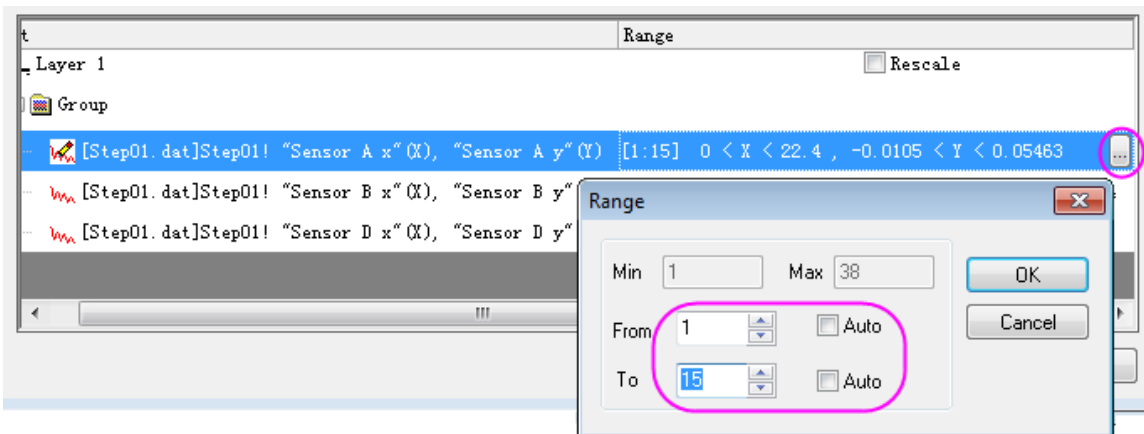 t Range
Layer 1 Rescale
Group
[Step01.dat]Step01! "Sensor A x"(X), "Sensor A y"(Y) [1:15] 0 < X < 22.4 , -0.0105 < Y < 0.05463 ...
[Step01.dat]Step01! "Sensor B x"(X), "Sensor B y"
[Step01.dat]Step01! "Sensor D x"(X), "Sensor D y"
Range
Min 1 Max 38 OK
From 1 Auto Cancel
To 15 Auto